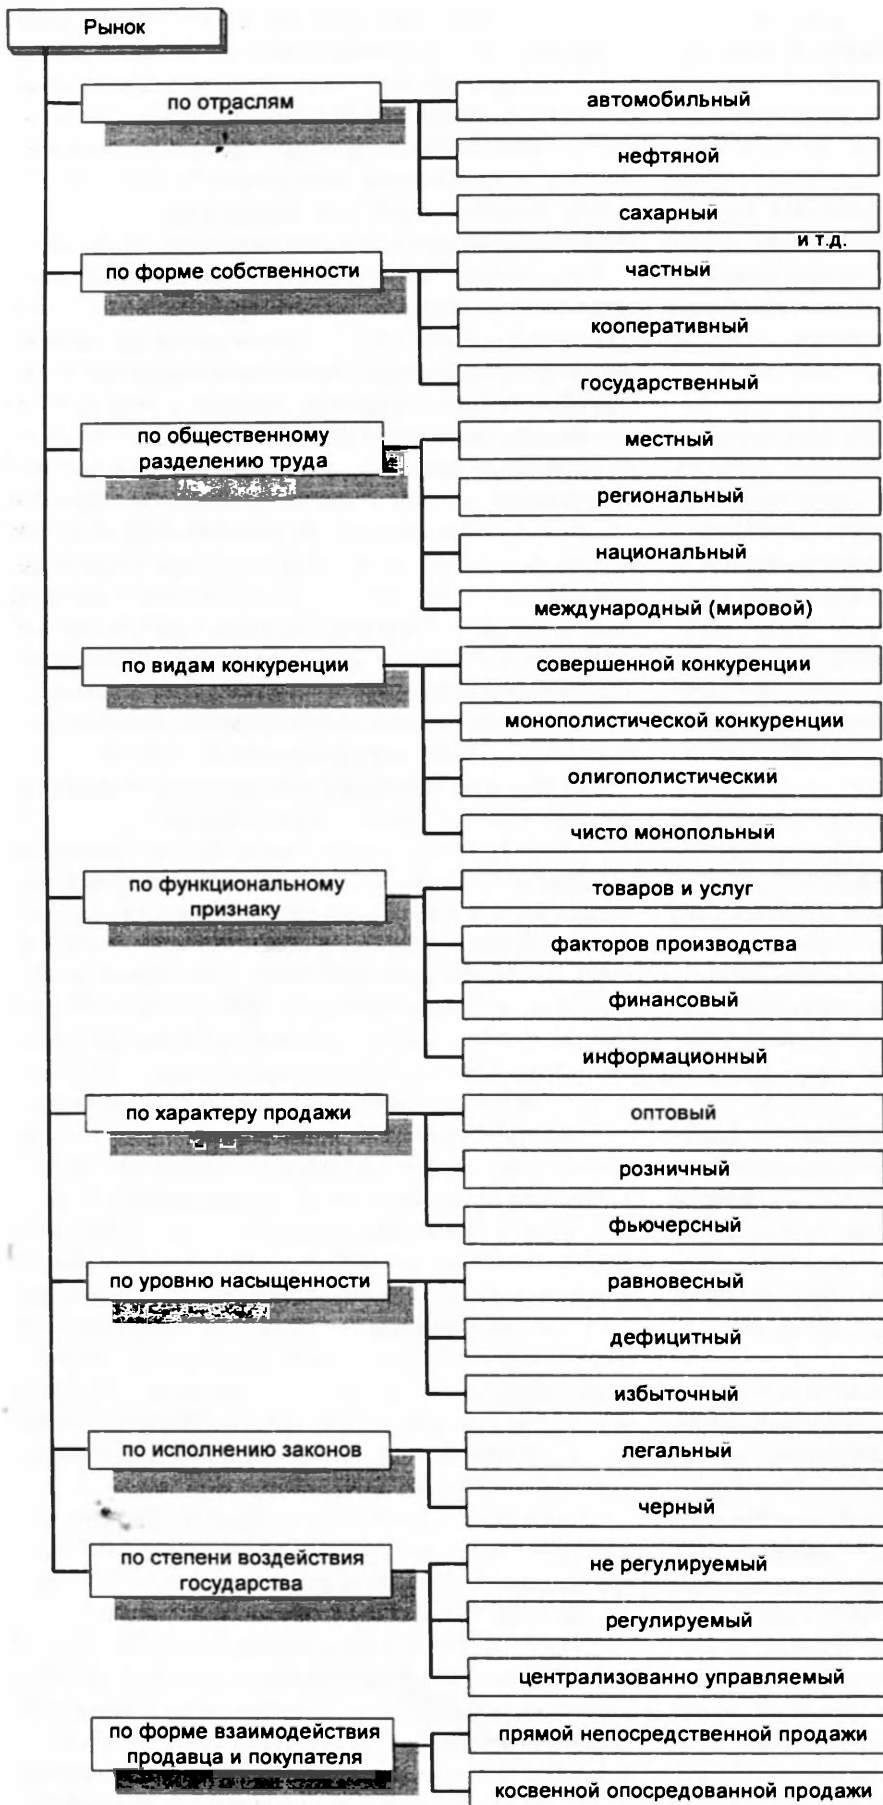 Рынок
по отраслям
автомобильный
нефтяной
сахарный
и т.д.
по форме собственности
частный
кооперативный
государственный
по общественному
разделению труда
местный
региональный
национальный
международный (мировой)
по видам конкуренции
совершенной конкуренции
монополистической конкуренции
олигополистический
чисто монопольный
по функциональному
признаку
товаров и услуг
факторов производства
финансовый
информационный
по характеру продажи
оптовый
розничный
фьючерсный
по уровню насыщенности
равновесный
дефицитный
избыточный
по исполнению законов
легальный
черный
по степени воздействия
государства
не регулируемый
регулируемый
централизованно управляемый
по форме взаимодействия
продавца и покупателя
прямой непосредственной продажи
косвенной опосредованной продажи